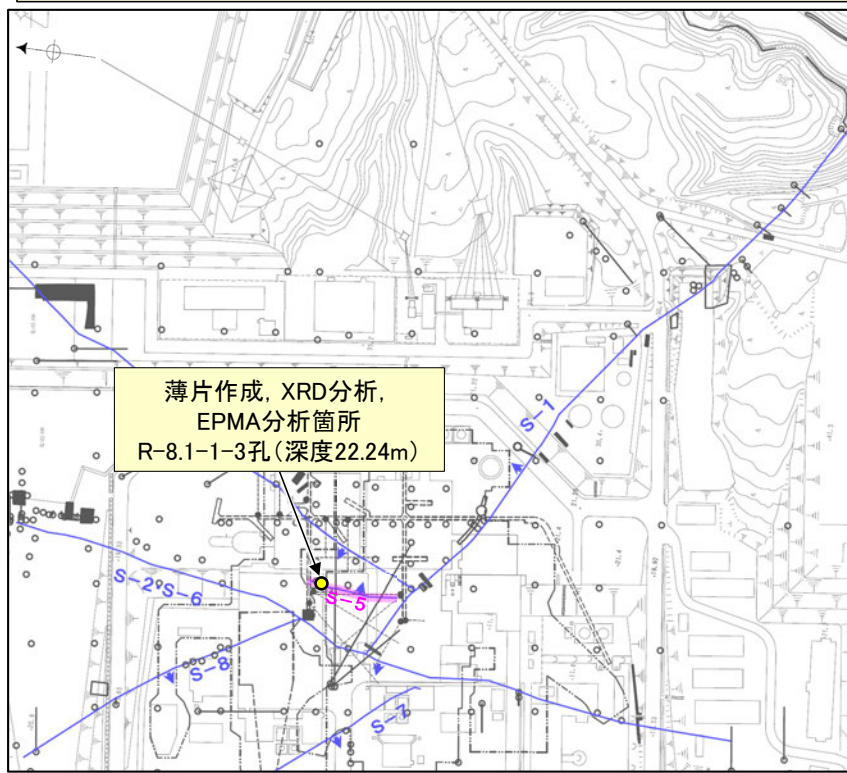 薄片作成, XRD分析,
EPMA分析箇所
R-8.1-1-3孔(深度22.24m)
S-1
S-2・S-6
S-5
S-8
S-7